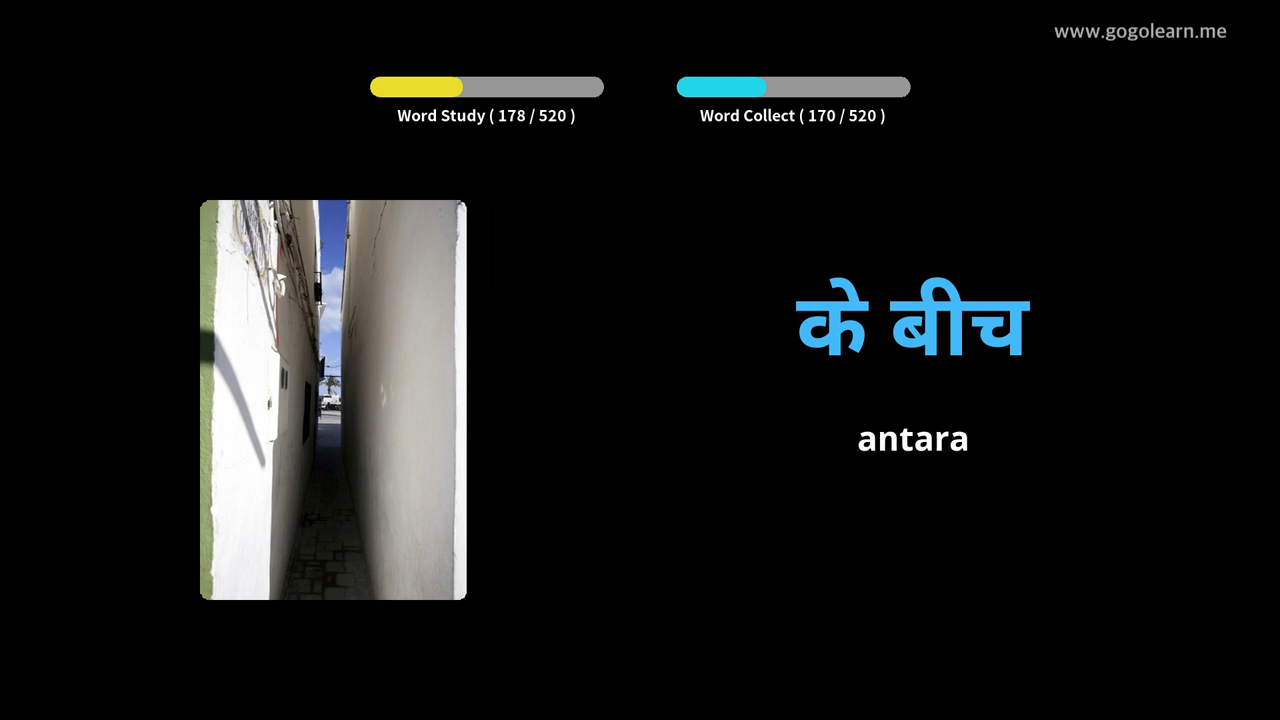 www.gogolearn.me
Word Study ( 178 / 520 )
Word Collect ( 170 / 520 )
के बीच
antara